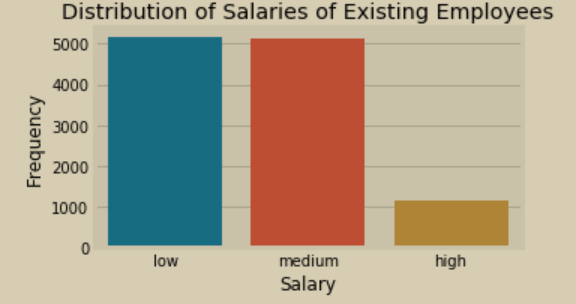 Distribution of Salaries of Existing Employees
5000
4000
3000
2000
1000
0
Frequency
low medium high
Salary